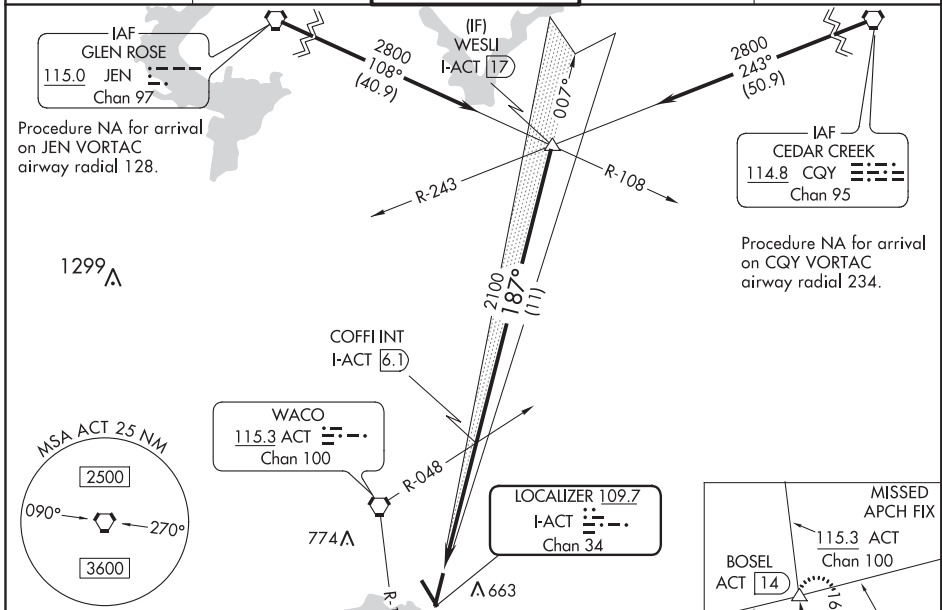 IAF
GLEN ROSE
115.0 JEN
Chan 97
Procedure NA for arrival
on JEN VORTAC
airway radial 128.
2800
108°
(40.9)
(IF)
WESLI
I-ACT 17
007°
2800
243°
(50.9)
IAF
CEDAR CREEK
114.8 CQY
Chan 95
Procedure NA for arrival
on CQY VORTAC
airway radial 234.
R-243
R-108
1299
2100
187°
(11)
COFFI INT
I-ACT 6.1
WACO
115.3 ACT
Chan 100
R-048
MSA ACT 25 NM
2500
090°
270°
3600
774
LOCALIZER 109.7
I-ACT
Chan 34
663
MISSED
APCH FIX
115.3 ACT
Chan 100
BOSEL
ACT 14